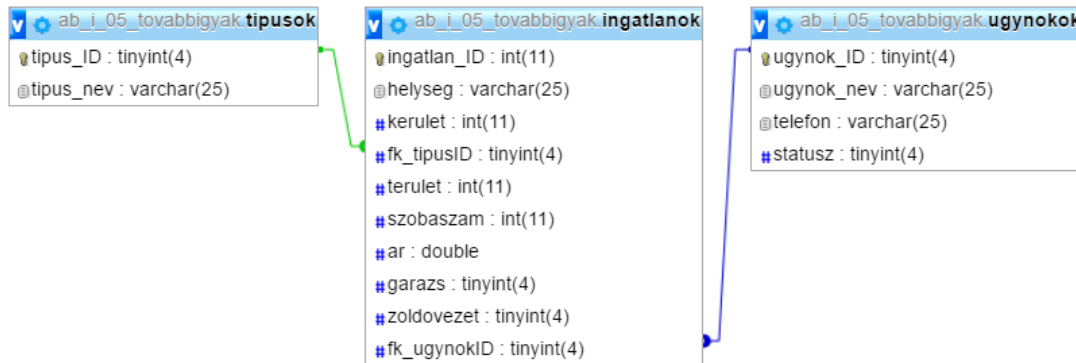 v ab_i_05_tovabbigyak.tipusok
tipus_ID : tinyint(4)
tipus_nev : varchar(25)
v ab_i_05_tovabbigyak.ingatlanok
ingatlan_ID : int(11)
helyseg : varchar(25)
#kerulet : int(11)
#fk_tipusID : tinyint(4)
#terulet : int(11)
#szobaszam : int(11)
#ar : double
#garazs : tinyint(4)
#zoldovezet : tinyint(4)
#fk_ugynokID : tinyint(4)
v ab_i_05_tovabbigyak.ugynokok
ugynok_ID : tinyint(4)
ugynok_nev : varchar(25)
telefon : varchar(25)
#statusz : tinyint(4)